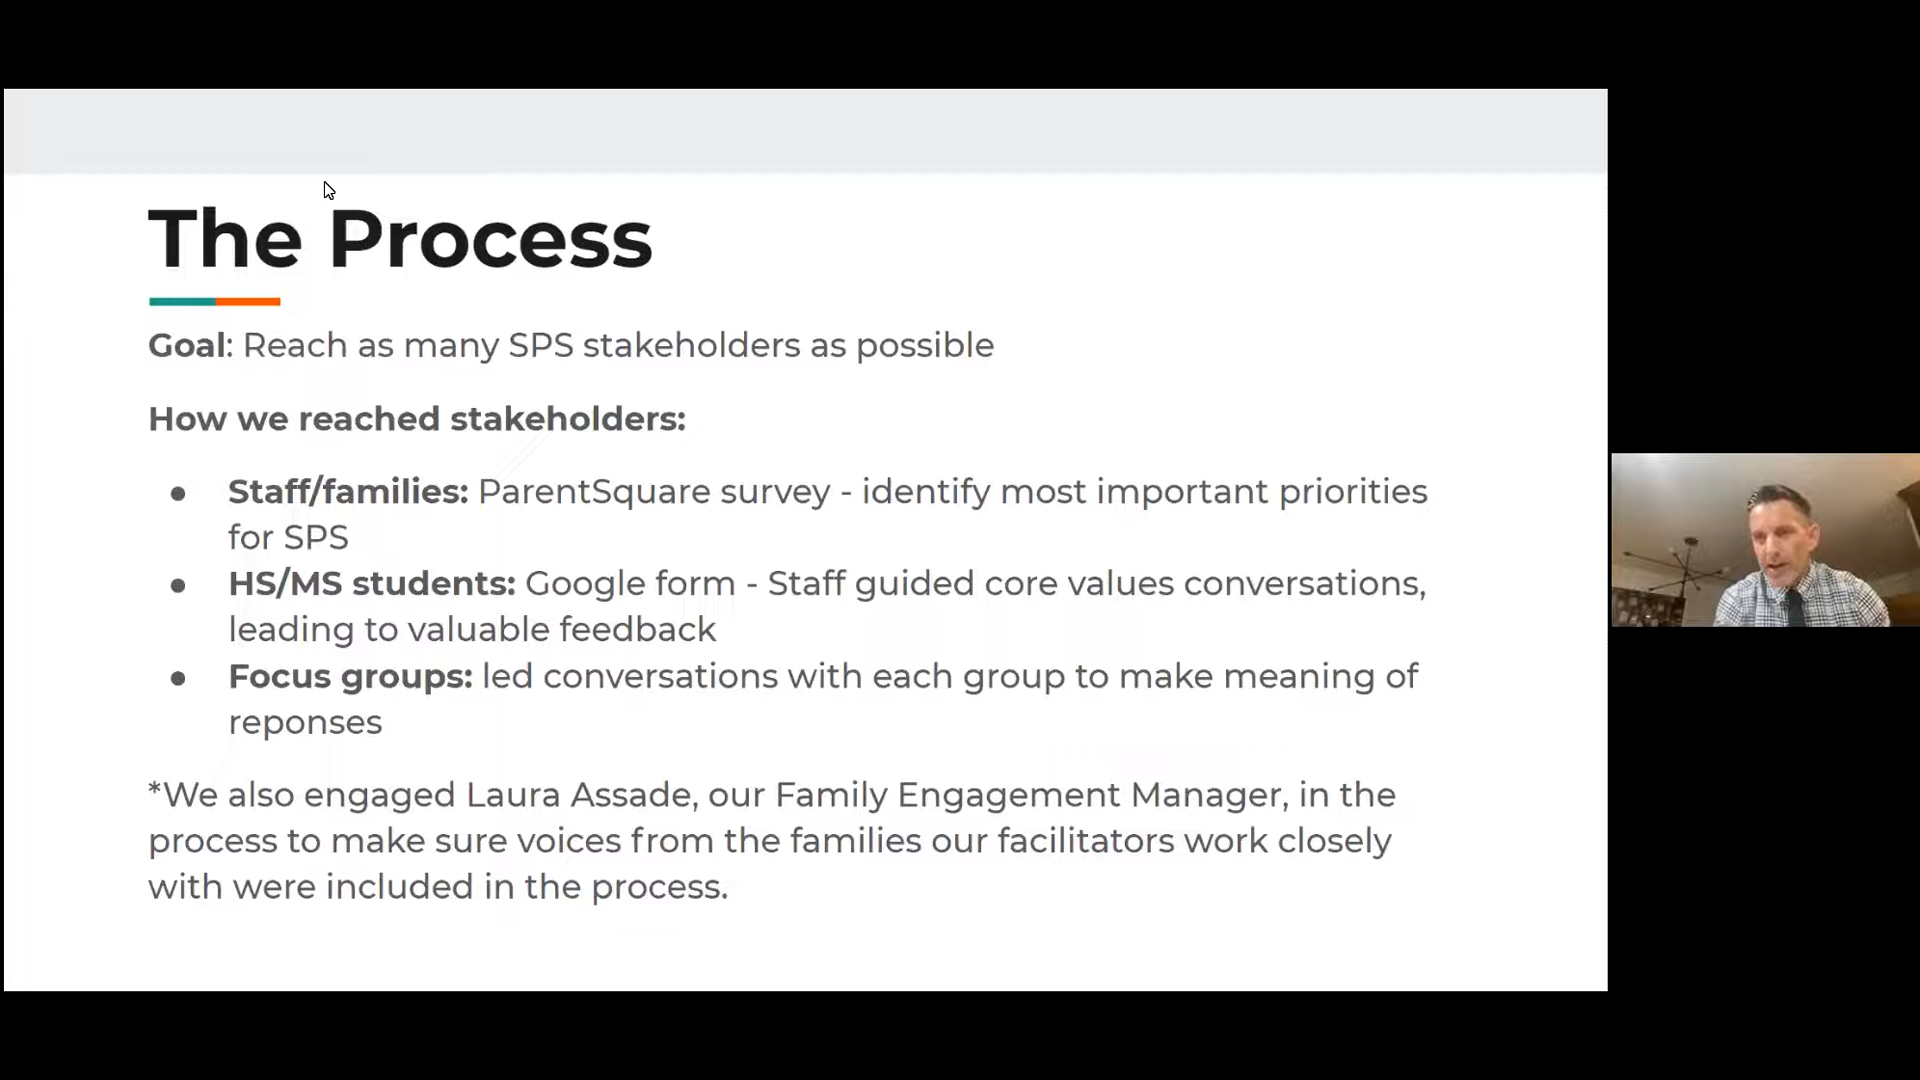 The Process
Goal: Reach as many SPS stakeholders as possible
How we reached stakeholders:
● Staff/families: ParentSquare survey - identify most important priorities
for SPS
● HS/MS students: Google form - Staff guided core values conversations,
leading to valuable feedback
● Focus groups: led conversations with each group to make meaning of
reponses
*We also engaged Laura Assade, our Family Engagement Manager, in the
process to make sure voices from the families our facilitators work closely
with were included in the process.